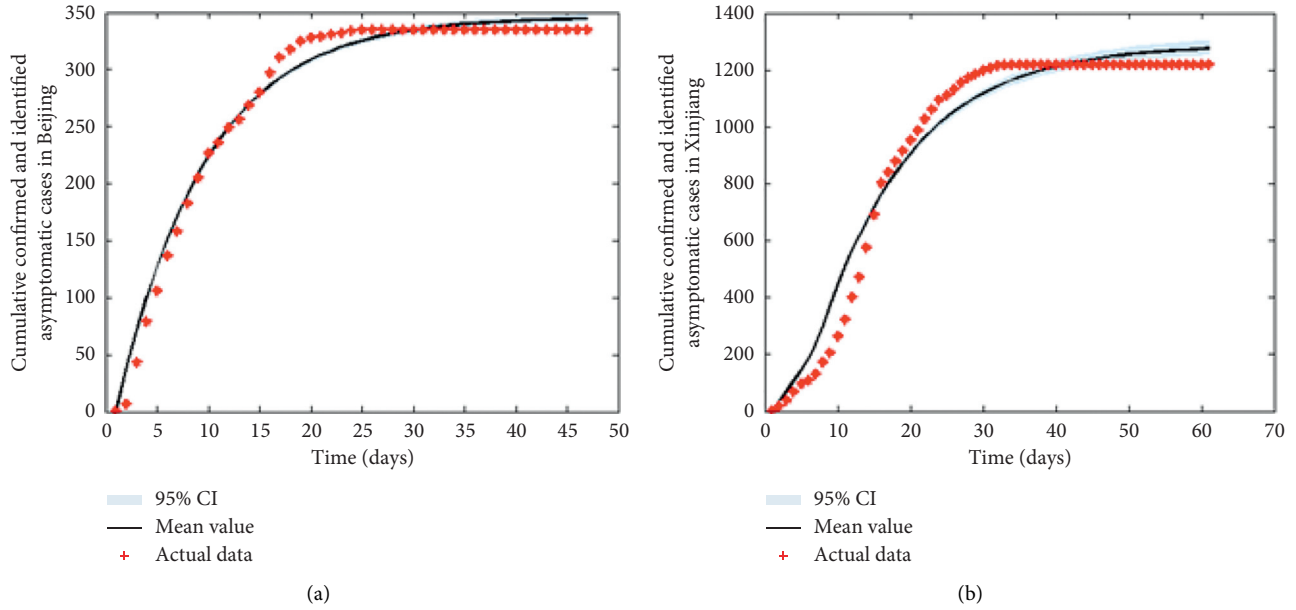 350
300
250
200
150
100
50
0
Cumulative confirmed and identified
asymptomatic cases in Beijing
0 5 10 15 20 25 30 35 40 45 50
Time (days)
95% CI
Mean value
Actual data
(a)
1400
1200
1000
800
600
400
200
0
Cumulative confirmed and identified
asymptomatic cases in Xinjiang
0 10 20 30 40 50 60 70
Time (days)
95% CI
Mean value
Actual data
(b)